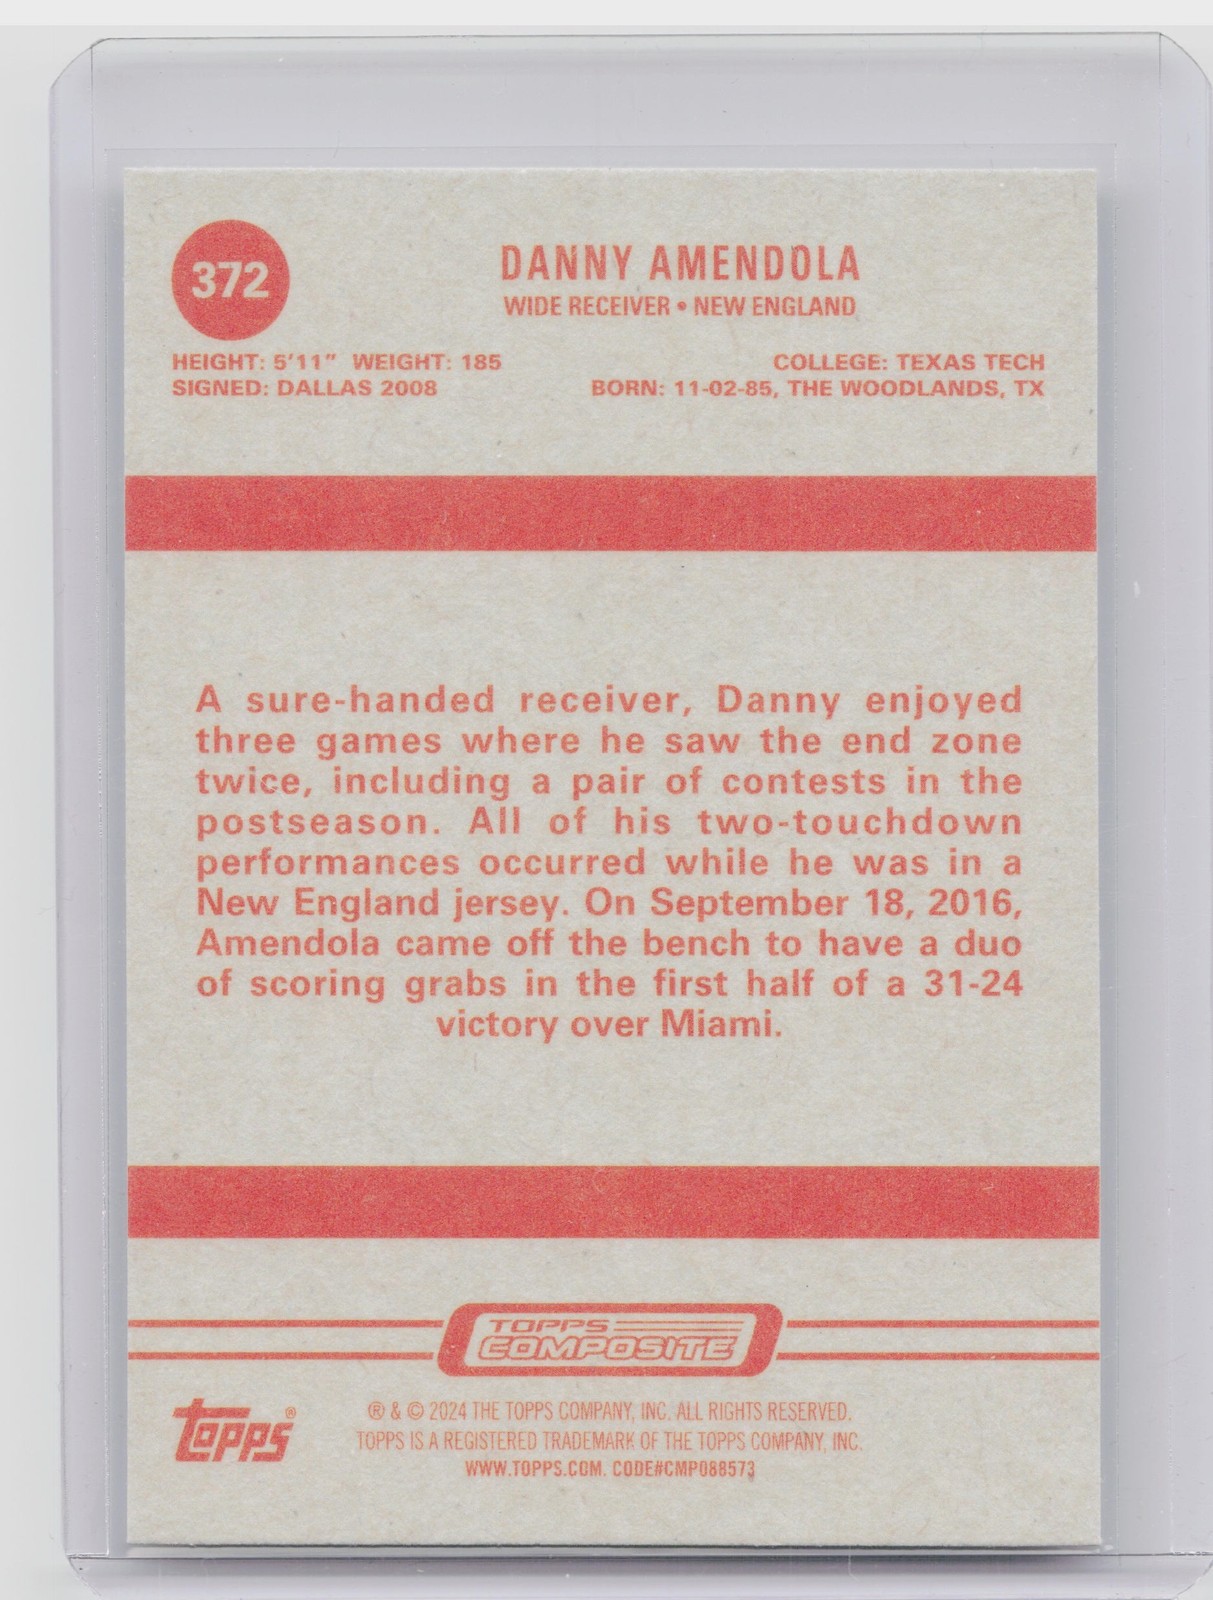 372
DANNY AMENDOLA
WIDE RECEIVER • NEW ENGLAND
HEIGHT: 5'11" WEIGHT: 185
SIGNED: DALLAS 2008
COLLEGE: TEXAS TECH
BORN: 11-02-85, THE WOODLANDS, TX
A sure-handed receiver, Danny enjoyed
three games where he saw the end zone
twice, including a pair of contests in the
postseason. All of his two-touchdown
performances occurred while he was in a
New England jersey. On September 18, 2016,
Amendola came off the bench to have a duo
of scoring grabs in the first half of a 31-24
victory over Miami.
TOPPS
COMPOSITE
Topps®
® & © 2024 THE TOPPS COMPANY, INC. ALL RIGHTS RESERVED.
TOPPS IS A REGISTERED TRADEMARK OF THE TOPPS COMPANY, INC.
WWW.TOPPS.COM. CODE#CMP088573